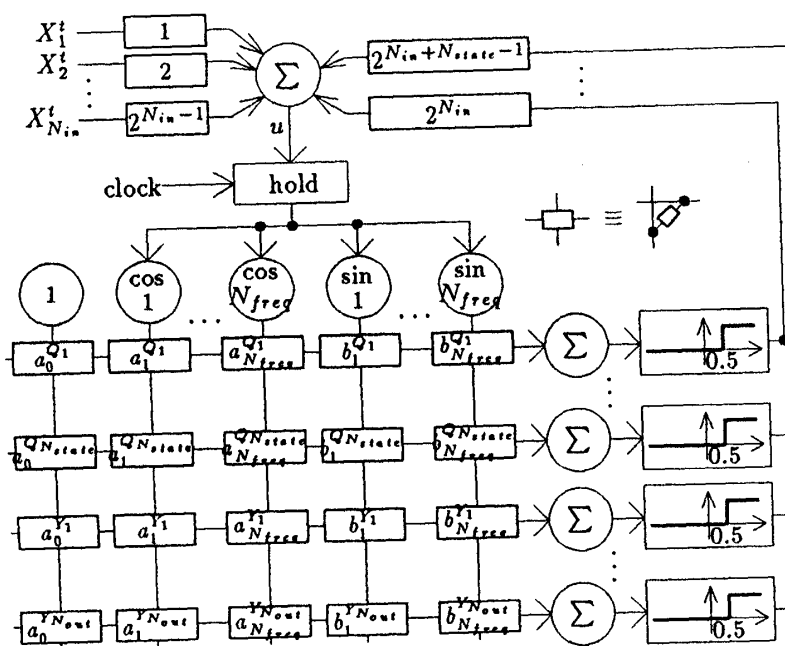 X_1^t 1 Σ 2^{N_{in}+N_{state}-1}
X_2^t 2
X_{N_{in}}^t 2^{N_{in}-1} 2^{N_{in}}
u
clock hold
≡
1 cos 1 cos N_{freq} sin 1 sin N_{freq}
a_0^{Q_1} a_1^{Q_1} a_{N_{freq}}^{Q_1} b_1^{Q_1} b_{N_{freq}}^{Q_1} Σ 0.5
a_0^{Q_{N_{state}}} a_1^{Q_{N_{state}}} a_{N_{freq}}^{Q_{N_{state}}} b_1^{Q_{N_{state}}} b_{N_{freq}}^{Q_{N_{state}}} Σ 0.5
a_0^{Y_1} a_1^{Y_1} a_{N_{freq}}^{Y_1} b_1^{Y_1} b_{N_{freq}}^{Y_1} Σ 0.5
a_0^{Y_{N_{out}}} a_1^{Y_{N_{out}}} a_{N_{freq}}^{Y_{N_{out}}} b_1^{Y_{N_{out}}} b_{N_{freq}}^{Y_{N_{out}}} Σ 0.5